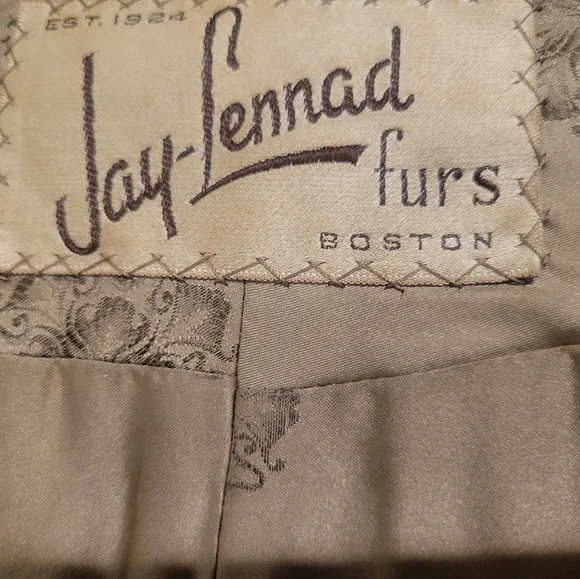 EST. 1924
Jay-Lennad
furs
BOSTON